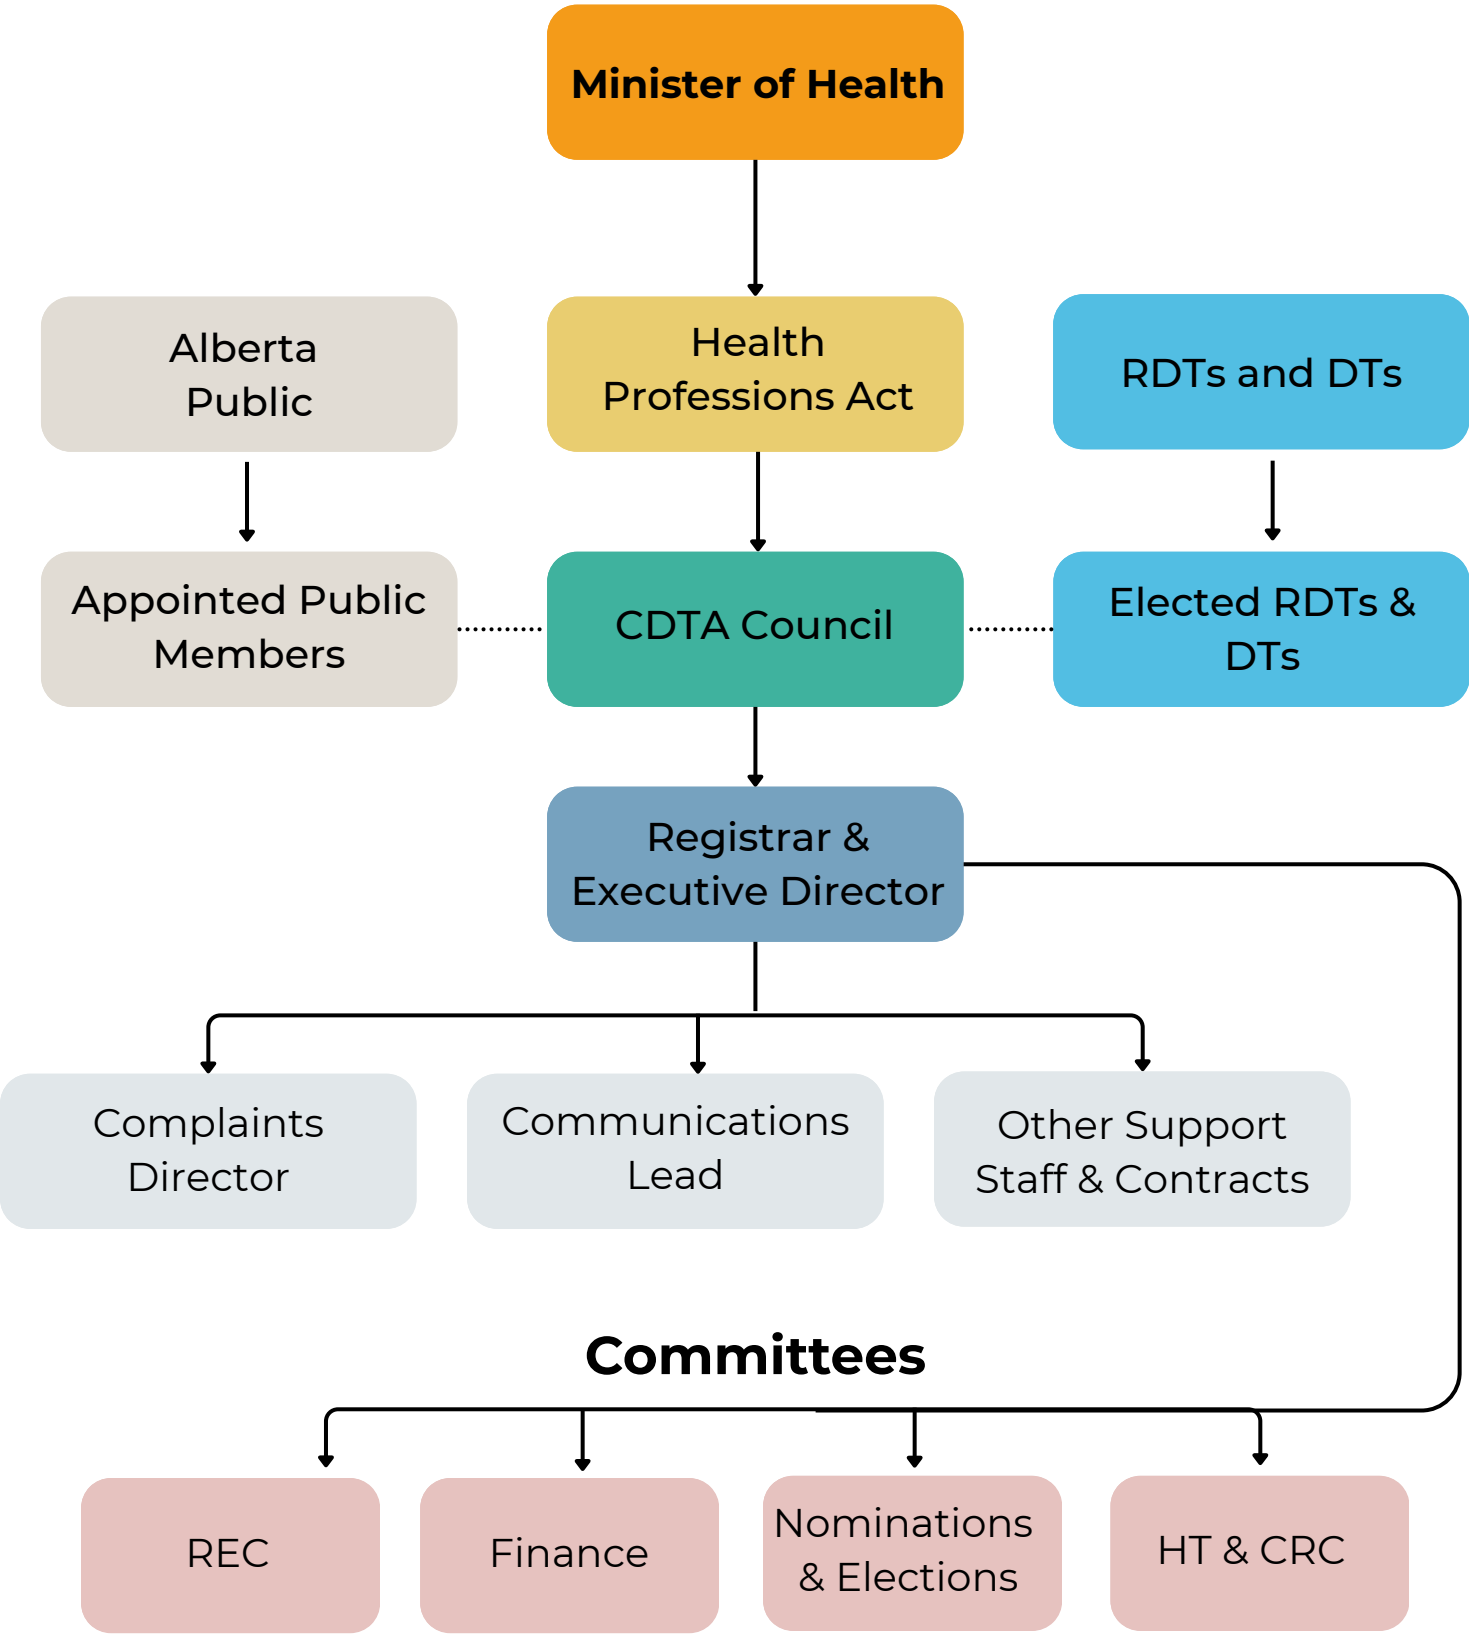 Minister of Health
Alberta
Public
Health
Professions Act
RDTs and DTs
Appointed Public
Members
CDTA Council
Elected RDTs &
DTs
Registrar &
Executive Director
Complaints
Director
Communications
Lead
Other Support
Staff & Contracts
Committees
REC
Finance
Nominations
& Elections
HT & CRC